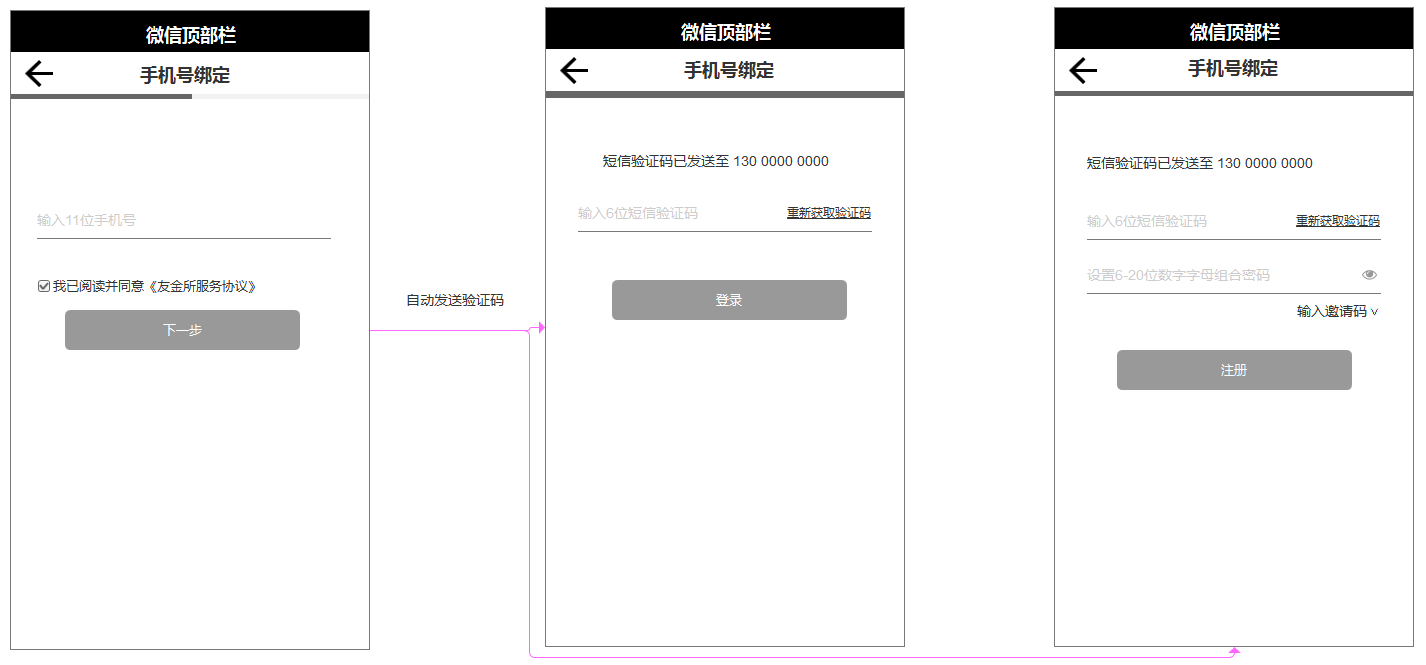 微信顶部栏
手机号绑定
输入11位手机号
我已阅读并同意《友金所服务协议》
下一步
自动发送验证码
微信顶部栏
手机号绑定
短信验证码已发送至 130 0000 0000
输入6位短信验证码 重新获取验证码
登录
微信顶部栏
手机号绑定
短信验证码已发送至 130 0000 0000
输入6位短信验证码 重新获取验证码
设置6-20位数字字母组合密码
输入邀请码 ∨
注册